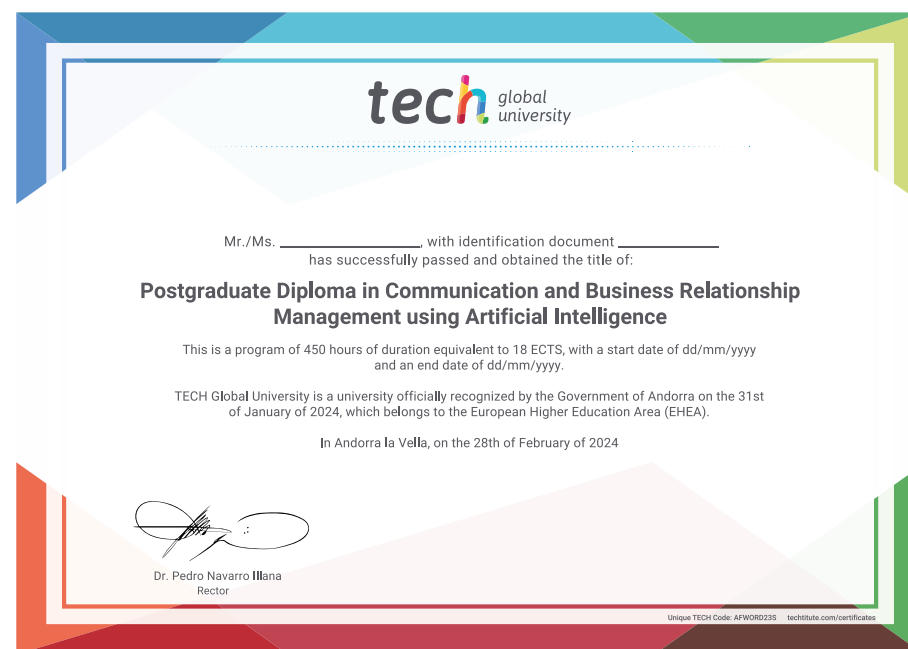 tech global
university
Mr./Ms. ____________, with identification document ____________
has successfully passed and obtained the title of:
Postgraduate Diploma in Communication and Business Relationship
Management using Artificial Intelligence
This is a program of 450 hours of duration equivalent to 18 ECTS, with a start date of dd/mm/yyyy
and an end date of dd/mm/yyyy.
TECH Global University is a university officially recognized by the Government of Andorra on the 31st
of January of 2024, which belongs to the European Higher Education Area (EHEA).
In Andorra la Vella, on the 28th of February of 2024
Dr. Pedro Navarro Illana
Rector
Unique TECH Code: AFWORD23S techtitute.com/certificates